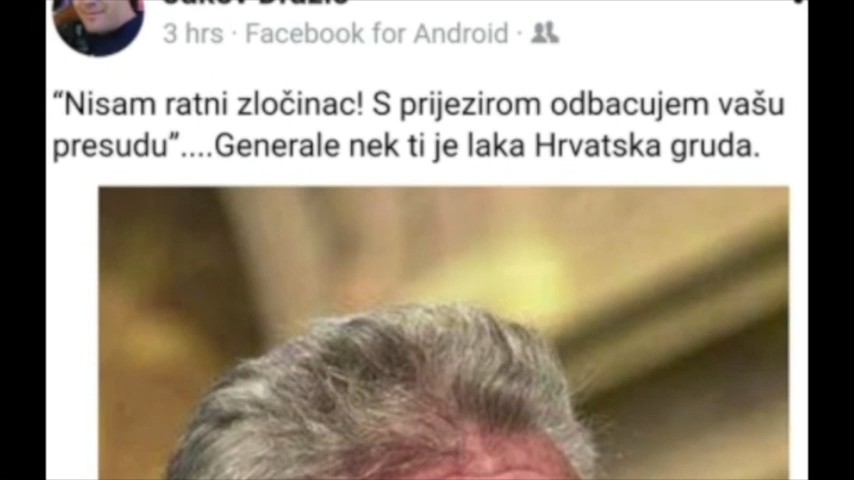 3 hrs · Facebook for Android ·
“Nisam ratni zločinac! S prijezirom odbacujem vašu
presudu”....Generale nek ti je laka Hrvatska gruda.